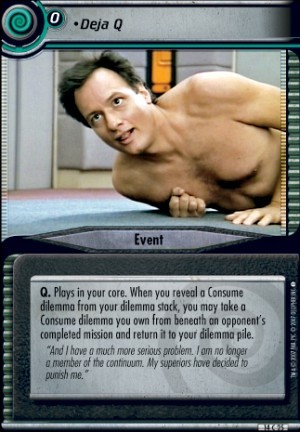 0
• Deja Q
Event
Q. Plays in your core. When you reveal a Consume
dilemma from your dilemma stack, you may take a
Consume dilemma you own from beneath an opponent's
completed mission and return it to your dilemma pile.
"And I have a much more serious problem. I am no longer
a member of the continuum. My superiors have decided to
punish me."
14 C 25